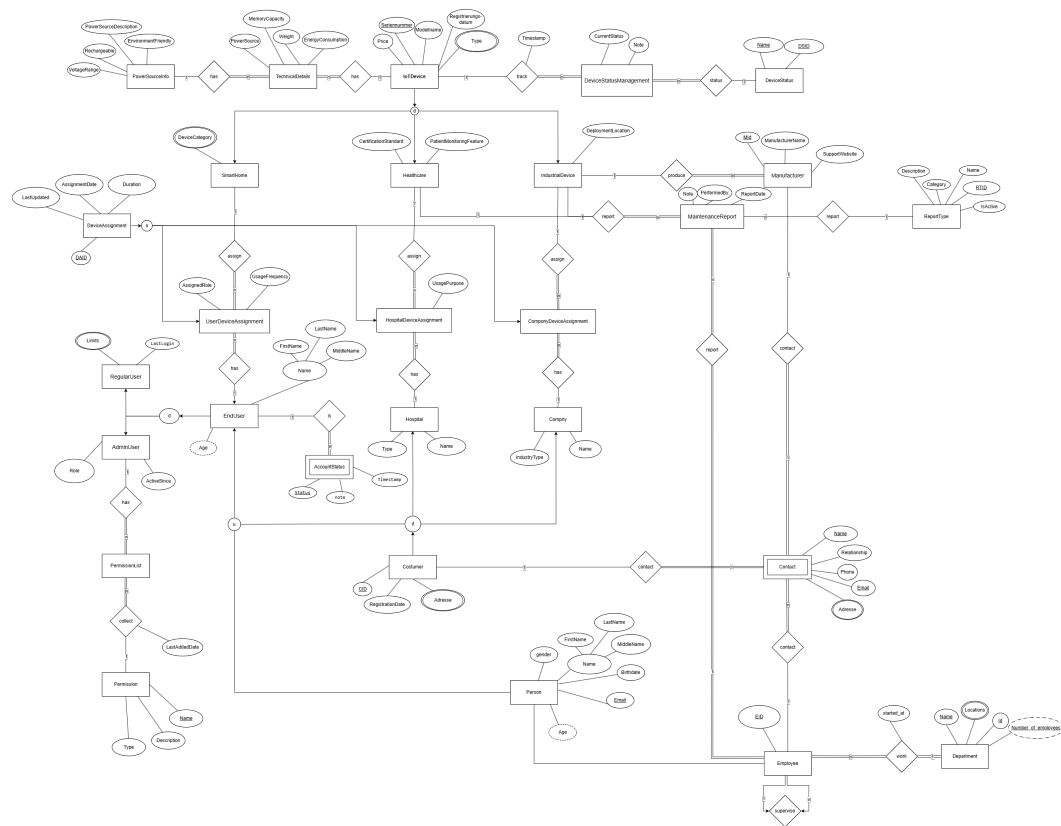 Registrierungs-
datum
MemoryCapacity
Seriennummer
PowerSourceDescription
Modelname
Timestamp
CurrentStatus
Name
DSID
PowerSource
Weight
EnergyConsumption
Price
Type
Note
EnvironmentFriendly
Rechargeable
VoltageRange
PowerSourceInfo
has
TechnicalDetails
has
IoTDevice
track
DeviceStatusManagement
status
DeviceStatus
d
DeviceCategory
CertificationStandard
PatientMonitoringFeature
DeploymentLocation
Mid
ManufacturerName
SupportWebsite
SmartHome
Healthcare
IndustrialDevice
produce
Manufacturer
Description
Name
Category
RTID
IsActive
AssignmentDate
Duration
LastUpdated
Note
PerformedBy
ReportDate
DeviceAssignment
o
report
MaintenanceReport
report
ReportType
DAID
assign
assign
assign
AssignedRole
UsageFrequency
UsagePurpose
UserDeviceAssignment
HospitalDeviceAssignment
ComponyDeviceAssignment
LastName
FirstName
MiddleName
Limits
LastLogin
Name
report
contact
RegularUser
has
has
has
d
EndUser
is
Hospital
Compny
Age
AdminUser
Type
Name
IndustryType
Name
Role
ActiveSince
AccountStatus
Timestamp
status
note
has
u
Name
PermissionList
Costumer
contact
Contact
Relationship
Phone
Email
Adresse
CID
RegistrationDate
Adresse
collect
LastAddedDate
LastName
FirstName
MiddleName
gender
Name
contact
Birthdate
Permission
Person
Email
Name
Type
Description
Age
EID
started_at
Name
Locations
Id
Number_of_employees
Employee
work
Department
supervise